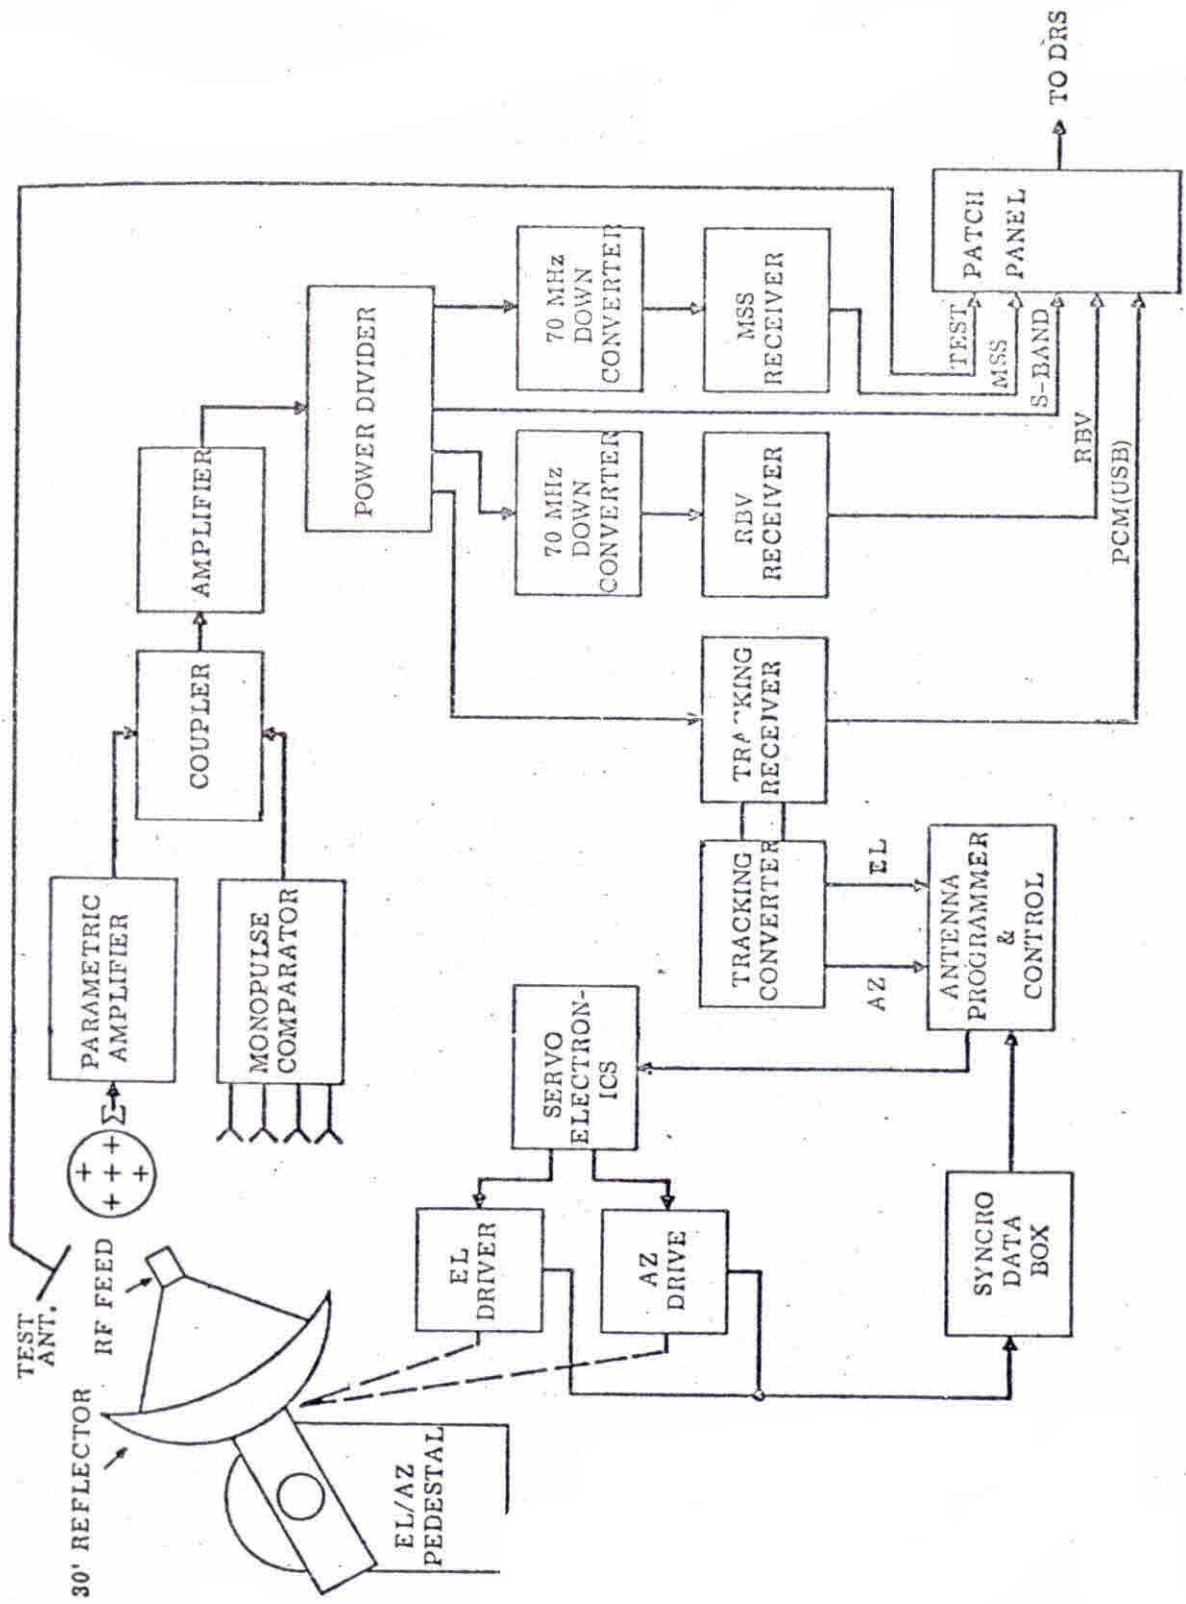 TEST
ANT.
30' REFLECTOR
RF FEED
EL/AZ
PEDESTAL
Σ
PARAMETRIC
AMPLIFIER
MONOPULSE
COMPARATOR
COUPLER
AMPLIFIER
POWER DIVIDER
70 MHz
DOWN
CONVERTER
70 MHz
DOWN
CONVERTER
MSS
RECEIVER
RBV
RECEIVER
TRACKING
RECEIVER
TRACKING
CONVERTER
AZ
EL
ANTENNA
PROGRAMMER
&
CONTROL
SERVO
ELECTRON-
ICS
EL
DRIVER
AZ
DRIVE
SYNCRO
DATA
BOX
TEST
MSS
S-BAND
RBV
PCM(USB)
PATCH
PANEL
TO DRS